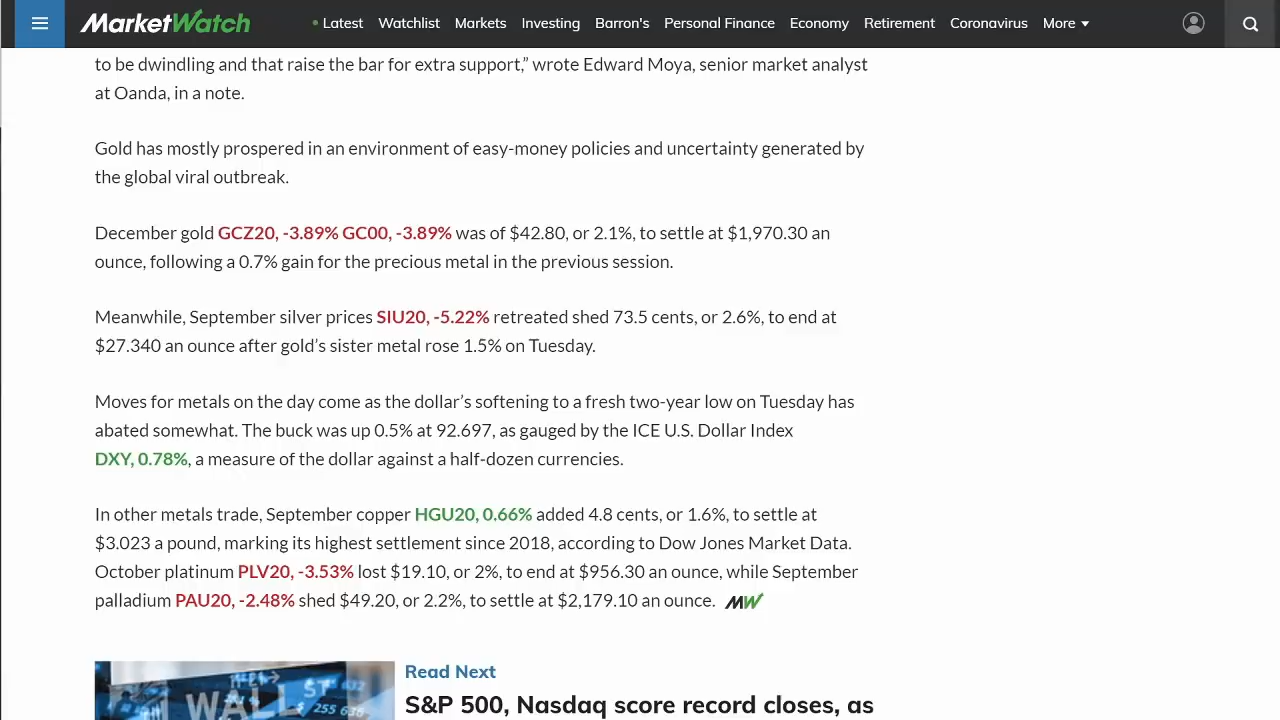 MarketWatch
Latest Watchlist Markets Investing Barron's Personal Finance Economy Retirement Coronavirus More
to be dwindling and that raise the bar for extra support,” wrote Edward Moya, senior market analyst
at Oanda, in a note.
Gold has mostly prospered in an environment of easy-money policies and uncertainty generated by
the global viral outbreak.
December gold GCZ20, -3.89% GC00, -3.89% was of $42.80, or 2.1%, to settle at $1,970.30 an
ounce, following a 0.7% gain for the precious metal in the previous session.
Meanwhile, September silver prices SIU20, -5.22% retreated shed 73.5 cents, or 2.6%, to end at
$27.340 an ounce after gold’s sister metal rose 1.5% on Tuesday.
Moves for metals on the day come as the dollar’s softening to a fresh two-year low on Tuesday has
abated somewhat. The buck was up 0.5% at 92.697, as gauged by the ICE U.S. Dollar Index
DXY, 0.78%, a measure of the dollar against a half-dozen currencies.
In other metals trade, September copper HGU20, 0.66% added 4.8 cents, or 1.6%, to settle at
$3.023 a pound, marking its highest settlement since 2018, according to Dow Jones Market Data.
October platinum PLV20, -3.53% lost $19.10, or 2%, to end at $956.30 an ounce, while September
palladium PAU20, -2.48% shed $49.20, or 2.2%, to settle at $2,179.10 an ounce. MW
WALL ST
Read Next
S&P 500, Nasdaq score record closes, as